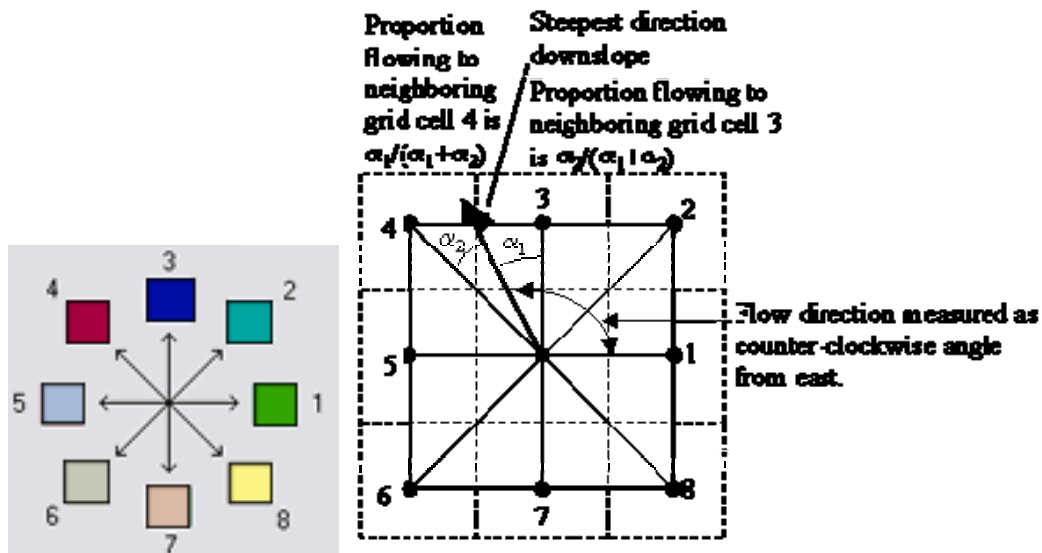 Proportion
flowing to
neighboring
grid cell 4 is
α₁/(α₁+α₂)
Steepest direction
downslope
Proportion flowing to
neighboring grid cell 3
is α₂/(α₁+α₂)
3
4
2
α₂
α₁
5
1
Flow direction measured as
counter-clockwise angle
from east.
6
8
7
3
4
2
5
1
6
8
7